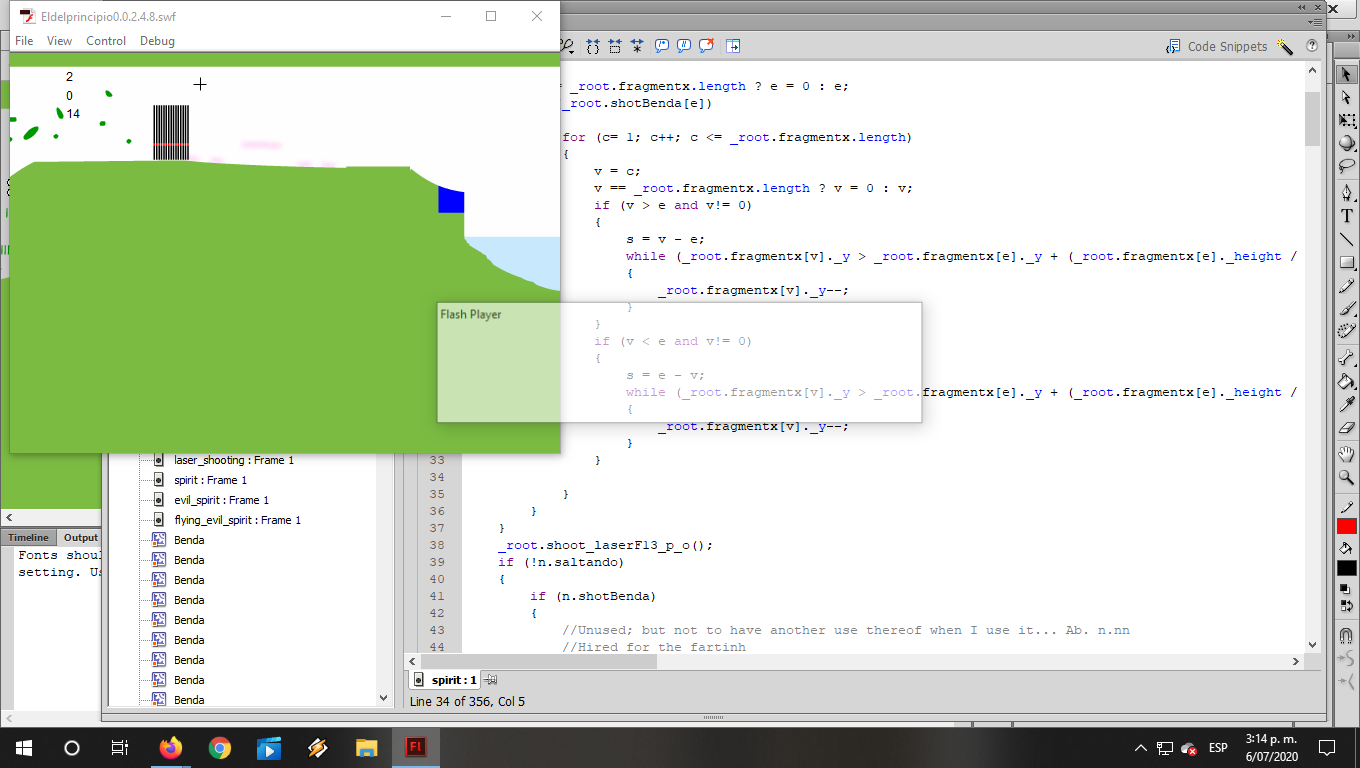 Eldelprincipio0.0.2.4.8.swf
File View Control Debug
2
0
14
Code Snippets
_root.fragmentx.length ? e = 0 : e;
_root.shotBenda[e])
for (c= 1; c++; c <= _root.fragmentx.length)
{
v = c;
v == _root.fragmentx.length ? v = 0 : v;
if (v > e and v!= 0)
{
s = v - e;
while (_root.fragmentx[v]._y > _root.fragmentx[e]._y + (_root.fragmentx[e]._height /
{
_root.fragmentx[v]._y--;
}
Flash Player
}
if (v < e and v!= 0)
{
s = e - v;
while (_root.fragmentx[v]._y > _root.fragmentx[e]._y + (_root.fragmentx[e]._height /
{
_root.fragmentx[v]._y--;
}
33 }
34
35 }
36 }
37 }
38 _root.shoot_laserF13_p_o();
39 if (!n.saltando)
40 {
41 if (n.shotBenda)
42 {
43 //Unused; but not to have another use thereof when I use it... Ab. n.nn
44 //Hired for the fartinh
laser_shooting : Frame 1
spirit : Frame 1
evil_spirit : Frame 1
flying_evil_spirit : Frame 1
Benda
Benda
Benda
Benda
Benda
Benda
Benda
Benda
Benda
Timeline Output
Fonts shou
setting.
spirit : 1
Line 34 of 356, Col 5
ESP
3:14 p. m.
6/07/2020